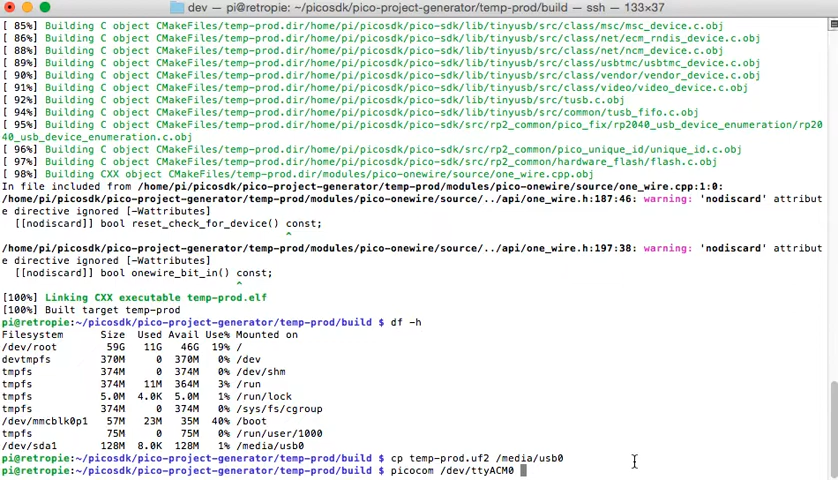 dev — pi@retropie: ~/picosdk/pico-project-generator/temp-prod/build — ssh — 133×37
[ 85%] Building C object CMakeFiles/temp-prod.dir/home/pi/picosdk/pico-sdk/lib/tinyusb/src/class/msc/msc_device.c.obj
[ 86%] Building C object CMakeFiles/temp-prod.dir/home/pi/picosdk/pico-sdk/lib/tinyusb/src/class/net/ecm_rndis_device.c.obj
[ 88%] Building C object CMakeFiles/temp-prod.dir/home/pi/picosdk/pico-sdk/lib/tinyusb/src/class/net/ncm_device.c.obj
[ 89%] Building C object CMakeFiles/temp-prod.dir/home/pi/picosdk/pico-sdk/lib/tinyusb/src/class/usbtmc/usbtmc_device.c.obj
[ 90%] Building C object CMakeFiles/temp-prod.dir/home/pi/picosdk/pico-sdk/lib/tinyusb/src/class/vendor/vendor_device.c.obj
[ 91%] Building C object CMakeFiles/temp-prod.dir/home/pi/picosdk/pico-sdk/lib/tinyusb/src/class/video/video_device.c.obj
[ 92%] Building C object CMakeFiles/temp-prod.dir/home/pi/picosdk/pico-sdk/lib/tinyusb/src/tusb.c.obj
[ 94%] Building C object CMakeFiles/temp-prod.dir/home/pi/picosdk/pico-sdk/lib/tinyusb/src/common/tusb_fifo.c.obj
[ 95%] Building C object CMakeFiles/temp-prod.dir/home/pi/picosdk/pico-sdk/src/rp2_common/pico_fix/rp2040_usb_device_enumeration/rp20
40_usb_device_enumeration.c.obj
[ 96%] Building C object CMakeFiles/temp-prod.dir/home/pi/picosdk/pico-sdk/src/rp2_common/pico_unique_id/unique_id.c.obj
[ 97%] Building C object CMakeFiles/temp-prod.dir/home/pi/picosdk/pico-sdk/src/rp2_common/hardware_flash/flash.c.obj
[ 98%] Building CXX object CMakeFiles/temp-prod.dir/modules/pico-onewire/source/one_wire.cpp.obj
In file included from /home/pi/picosdk/pico-project-generator/temp-prod/modules/pico-onewire/source/one_wire.cpp:1:0:
/home/pi/picosdk/pico-project-generator/temp-prod/modules/pico-onewire/source/../api/one_wire.h:187:46: warning: 'nodiscard' attribut
e directive ignored [-Wattributes]
[[nodiscard]] bool reset_check_for_device() const;
^
/home/pi/picosdk/pico-project-generator/temp-prod/modules/pico-onewire/source/../api/one_wire.h:197:38: warning: 'nodiscard' attribut
e directive ignored [-Wattributes]
[[nodiscard]] bool onewire_bit_in() const;
^
[100%] Linking CXX executable temp-prod.elf
[100%] Built target temp-prod
pi@retropie:~/picosdk/pico-project-generator/temp-prod/build $ df -h
Filesystem Size Used Avail Use% Mounted on
/dev/root 59G 11G 46G 19% /
devtmpfs 370M 0 370M 0% /dev
tmpfs 374M 0 374M 0% /dev/shm
tmpfs 374M 11M 364M 3% /run
tmpfs 5.0M 4.0K 5.0M 1% /run/lock
tmpfs 374M 0 374M 0% /sys/fs/cgroup
/dev/mmcblk0p1 57M 23M 35M 40% /boot
tmpfs 75M 0 75M 0% /run/user/1000
/dev/sda1 128M 8.0K 128M 1% /media/usb0
pi@retropie:~/picosdk/pico-project-generator/temp-prod/build $ cp temp-prod.uf2 /media/usb0
pi@retropie:~/picosdk/pico-project-generator/temp-prod/build $ picocom /dev/ttyACM0